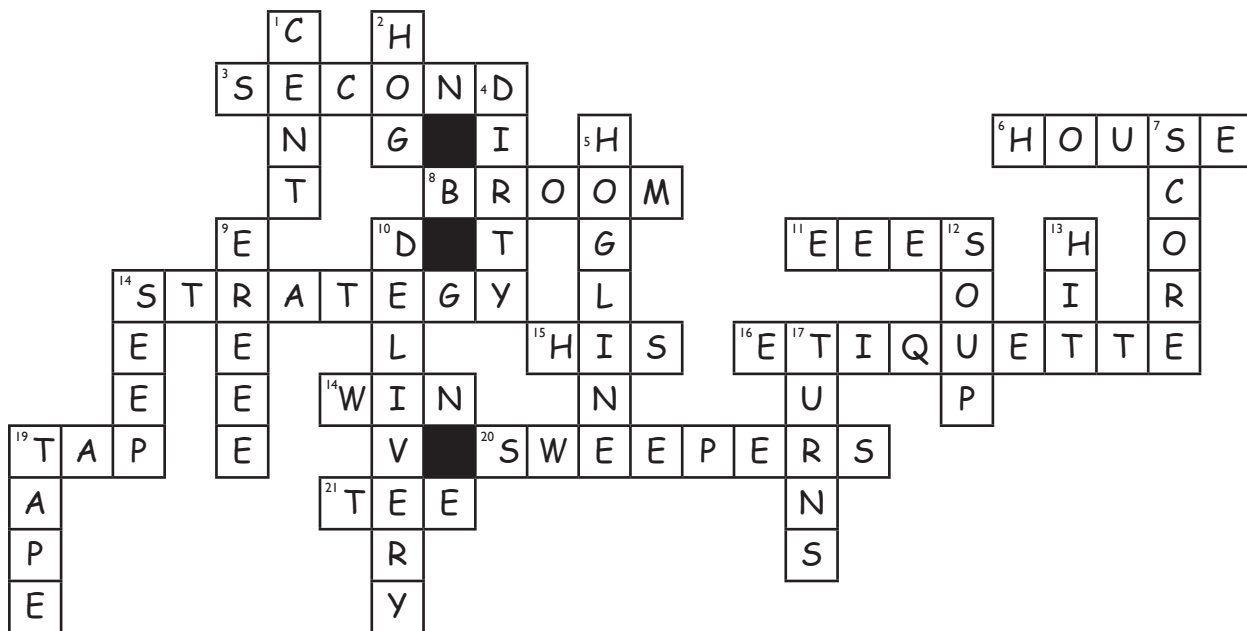 1 C 2 H
3 S E C O N 4 D
N G I 5 H 6 H O U 7 S E
T 8 B R O O M C
9 E 10 D T G 11 E E E 12 S 13 H O
14 S T R A T E G Y L O I R
E E L 15 H I S 16 E 17 T I Q U E T T E
E E 14 W I N N U P
19 T A P E V 20 S W E E P E R S
A 21 T E E N
P R S
E Y